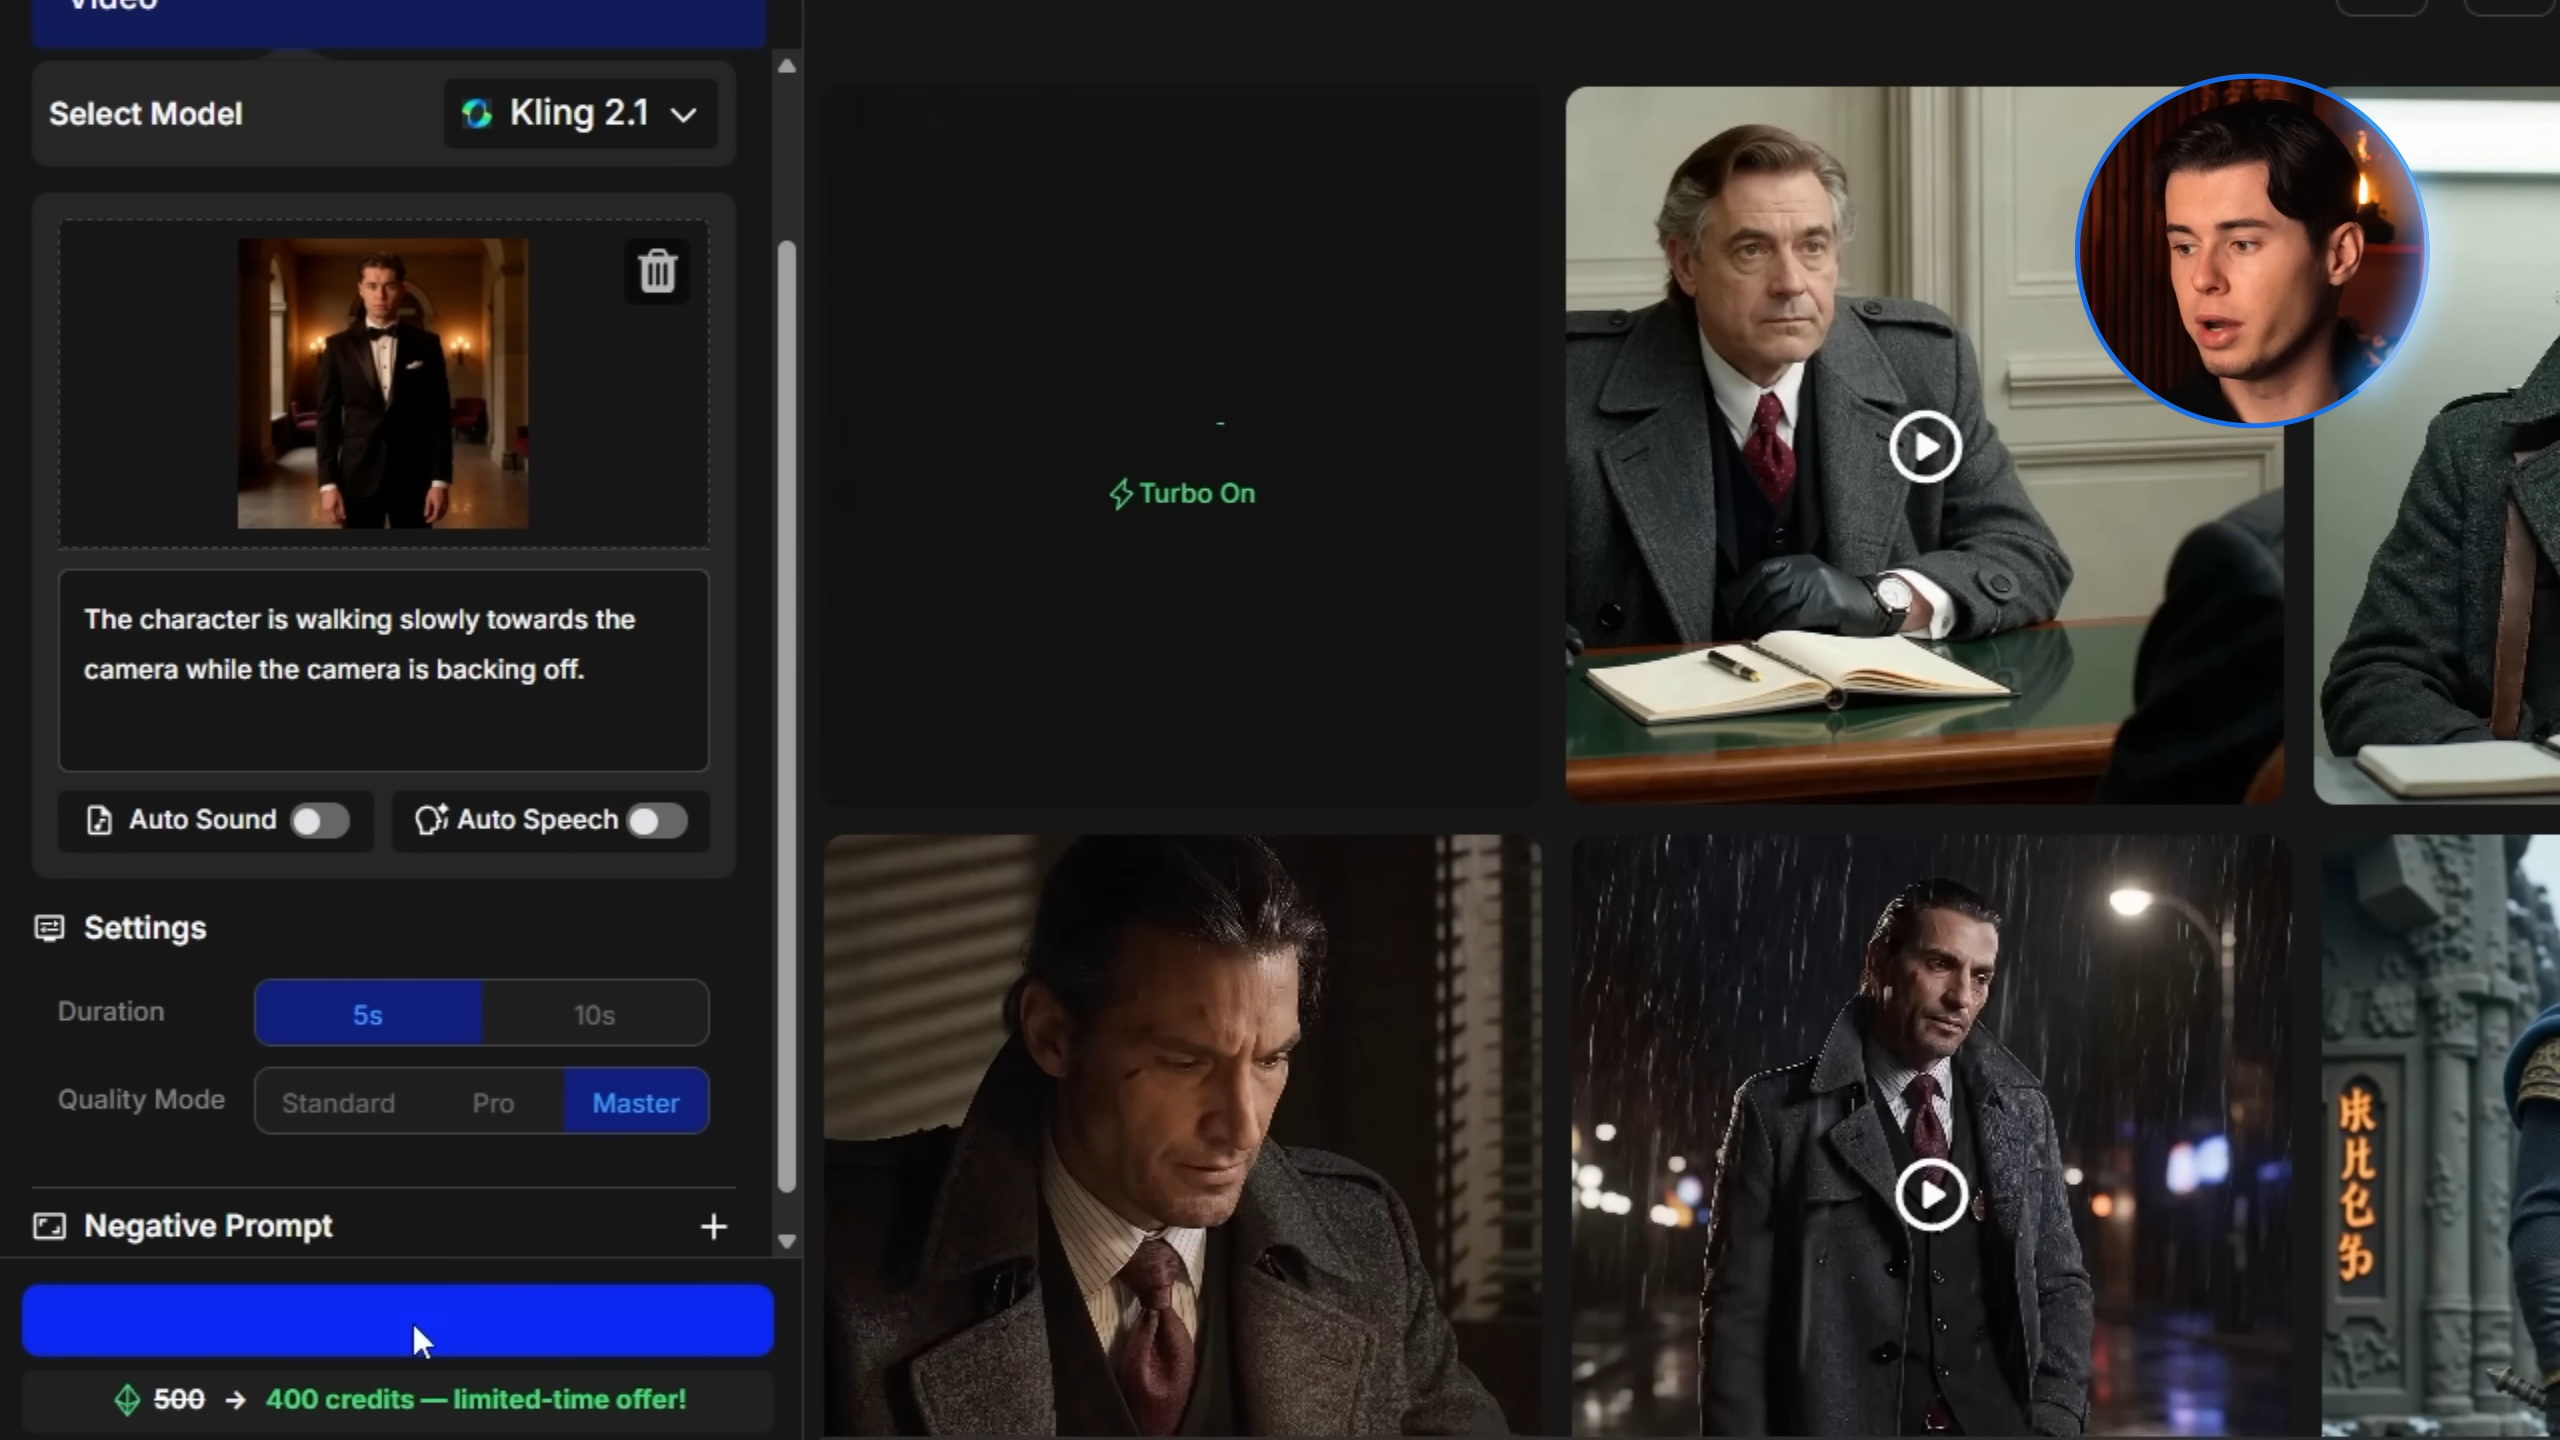 Video
Select Model
Kling 2.1
The character is walking slowly towards the
camera while the camera is backing off.
Auto Sound
Auto Speech
Settings
Duration
5s
10s
Quality Mode
Standard
Pro
Master
Negative Prompt
500 → 400 credits — limited-time offer!
Turbo On